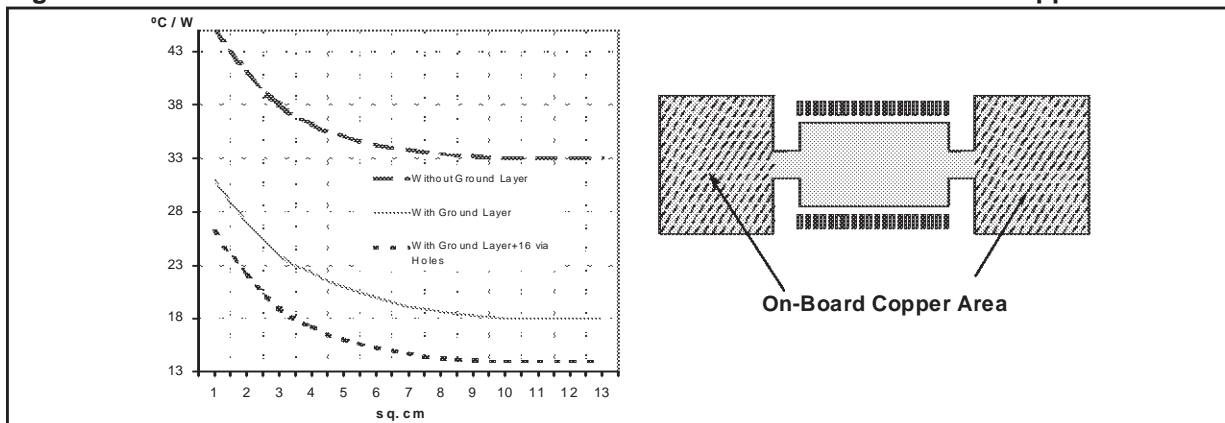 ºC / W
43
38
33
28
23
18
13
Without Ground Layer
With Ground Layer
With Ground Layer+16 via
Holes
1 2 3 4 5 6 7 8 9 10 11 12 13
sq. cm
On-Board Copper Area